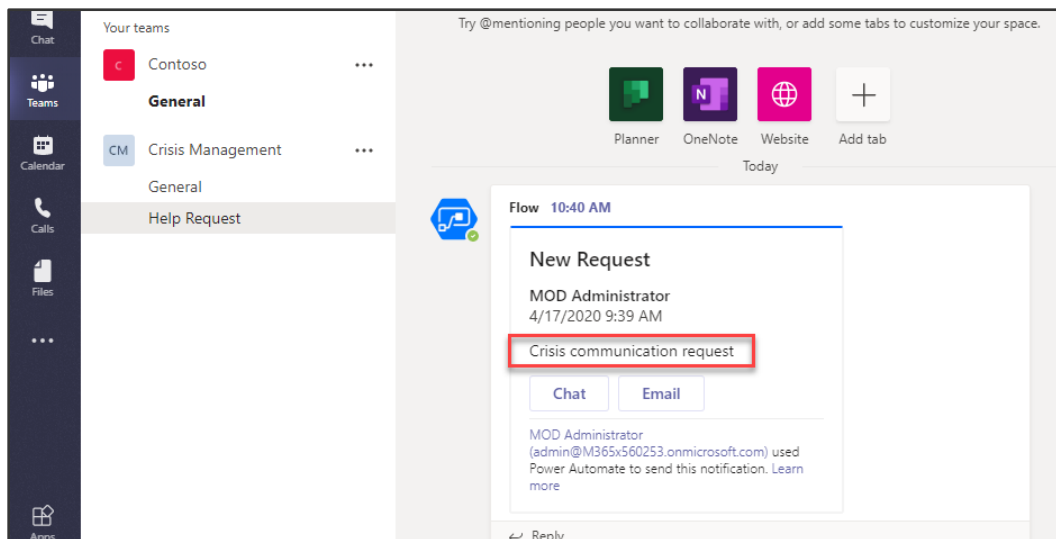 Chat
Teams
Calendar
Calls
Files
Apps
Your teams
C
Contoso
General
CM
Crisis Management
General
Help Request
Try @mentioning people you want to collaborate with, or add some tabs to customize your space.
N
Planner
OneNote
Website
Add tab
Today
Flow 10:40 AM
New Request
MOD Administrator
4/17/2020 9:39 AM
Crisis communication request
Chat
Email
MOD Administrator
(admin@M365x560253.onmicrosoft.com) used
Power Automate to send this notification. Learn
more
Reply